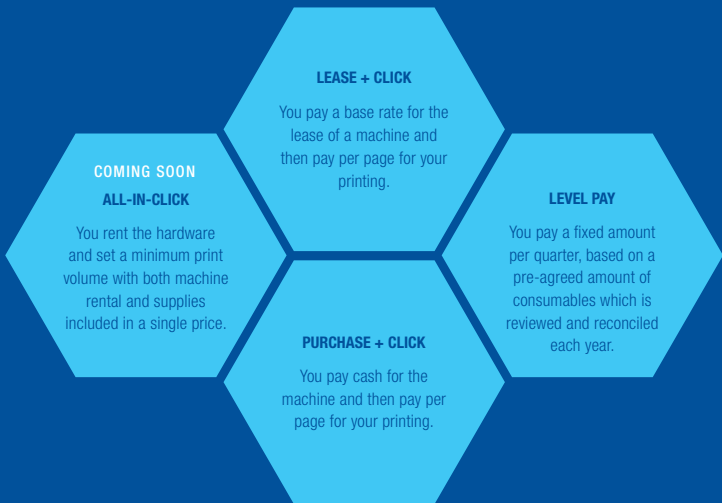 LEASE + CLICK
You pay a base rate for the
lease of a machine and
then pay per page for your
printing.
COMING SOON
ALL-IN-CLICK
You rent the hardware
and set a minimum print
volume with both machine
rental and supplies
included in a single price.
LEVEL PAY
You pay a fixed amount
per quarter, based on a
pre-agreed amount of
consumables which is
reviewed and reconciled
each year.
PURCHASE + CLICK
You pay cash for the
machine and then pay per
page for your printing.